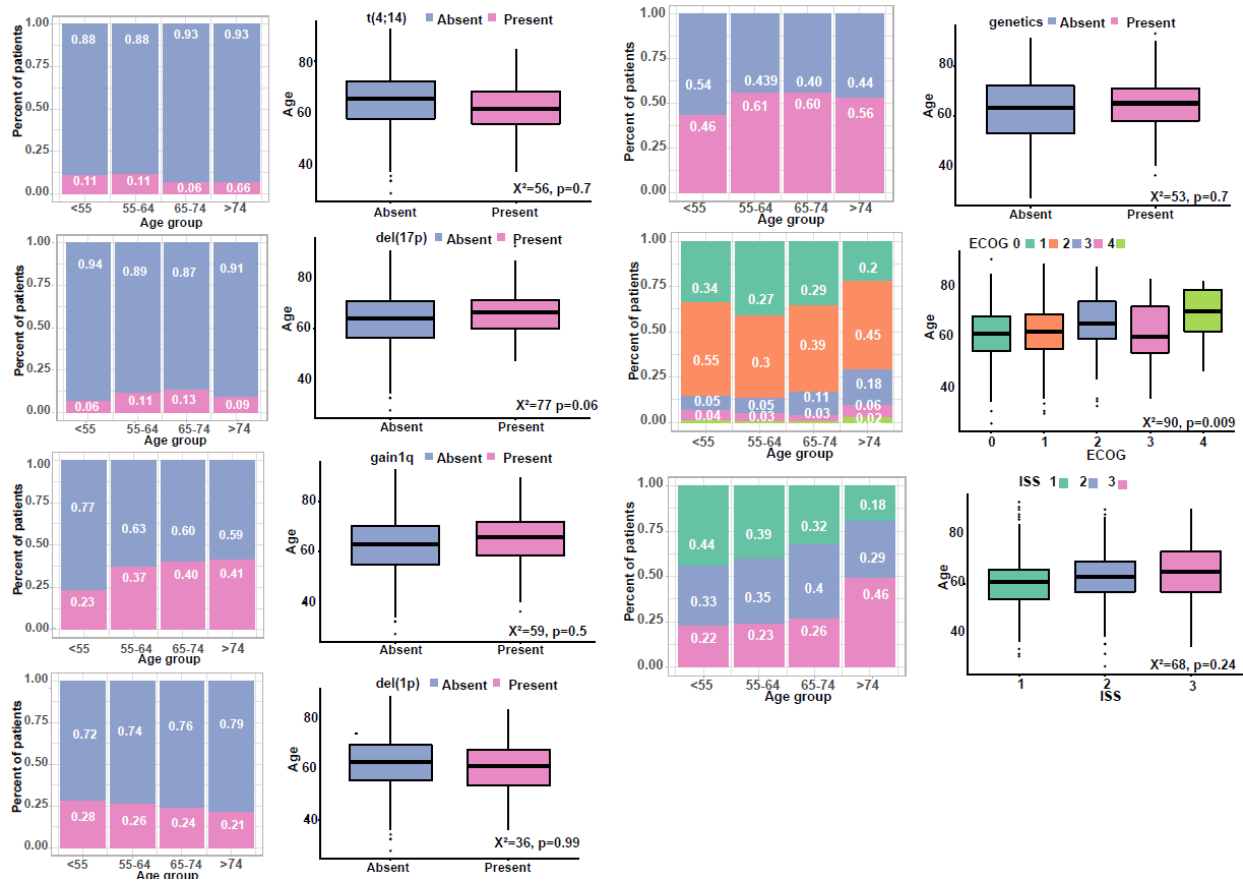 Percent of patients
1.00
0.75
0.50
0.25
0.00
0.88 0.88 0.93 0.93
0.11 0.11 0.06 0.06
<55 55-64 65-74 >74
Age group
t(4;14) Absent Present
Age
80
60
40
X²=56, p=0.7
Absent Present
Percent of patients
1.00
0.75
0.50
0.25
0.00
0.54 0.439 0.40 0.44
0.46 0.61 0.60 0.56
<55 55-64 65-74 >74
Age group
genetics Absent Present
Age
80
60
40
X²=53, p=0.7
Absent Present
Percent of patients
1.00
0.75
0.50
0.25
0.00
0.94 0.89 0.87 0.91
0.06 0.11 0.13 0.09
<55 55-64 65-74 >74
Age group
del(17p) Absent Present
Age
80
60
40
X²=77 p=0.06
Absent Present
Percent of patients
1.00
0.75
0.50
0.25
0.00
0.34 0.27 0.29 0.2
0.55 0.3 0.39 0.45
0.05 0.05 0.11 0.18
0.04 0.03 0.03 0.06
0.02
<55 55-64 65-74 >74
Age group
ECOG 0 1 2 3 4
Age
80
60
40
X²=90, p=0.009
0 1 2 3 4
ECOG
Percent of patients
1.00
0.75
0.50
0.25
0.00
0.77 0.63 0.60 0.59
0.23 0.37 0.40 0.41
<55 55-64 65-74 >74
Age group
gain1q Absent Present
Age
80
60
40
X²=59, p=0.5
Absent Present
Percent of patients
1.00
0.75
0.50
0.25
0.00
0.44 0.39 0.32 0.18
0.33 0.35 0.4 0.29
0.22 0.23 0.26 0.46
<55 55-64 65-74 >74
Age group
ISS 1 2 3
Age
80
60
40
X²=68, p=0.24
1 2 3
ISS
Percent of patients
1.00
0.75
0.50
0.25
0.00
0.72 0.74 0.76 0.79
0.28 0.26 0.24 0.21
<55 55-64 65-74 >74
Age group
del(1p) Absent Present
Age
80
60
40
X²=36, p=0.99
Absent Present